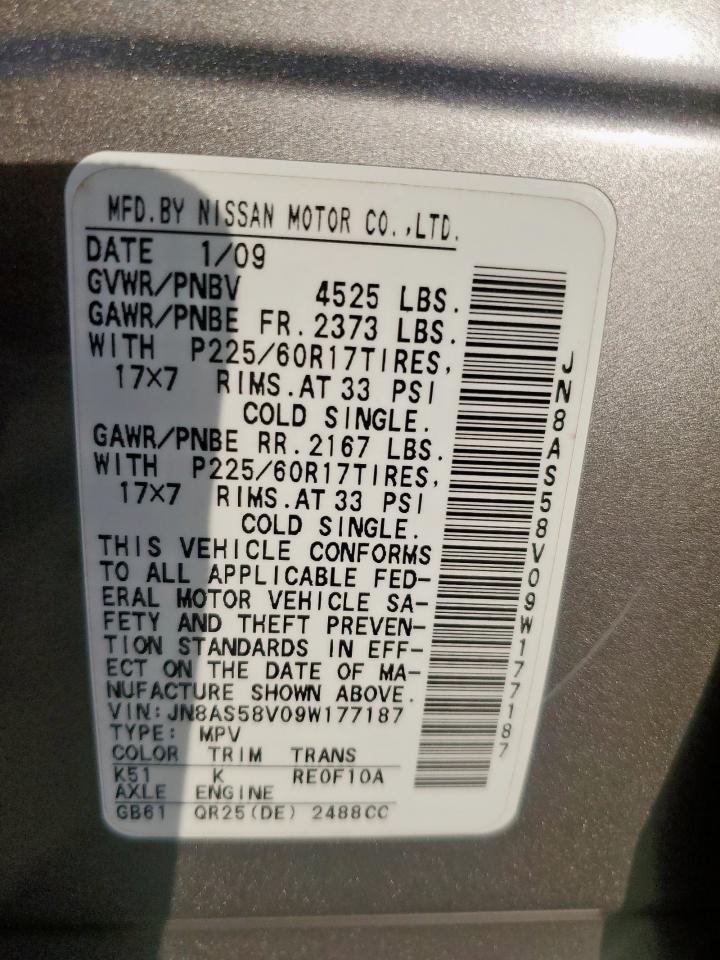 MFD.BY NISSAN MOTOR CO.,LTD.
DATE 1/09
GVWR/PNBV 4525 LBS.
GAWR/PNBE FR.2373 LBS.
WITH P225/60R17TIRES,
17×7 RIMS.AT 33 PSI
COLD SINGLE.
GAWR/PNBE RR.2167 LBS.
WITH P225/60R17TIRES,
17×7 RIMS.AT 33 PSI
COLD SINGLE.
THIS VEHICLE CONFORMS
TO ALL APPLICABLE FED-
ERAL MOTOR VEHICLE SA-
FETY AND THEFT PREVEN-
TION STANDARDS IN EFF-
ECT ON THE DATE OF MA-
NUFACTURE SHOWN ABOVE.
VIN:JN8AS58V09W177187
TYPE: MPV
COLOR TRIM TRANS
K51 K RE0F10A
AXLE ENGINE
GB61 QR25(DE) 2488CC
JN8AS58V09W177187